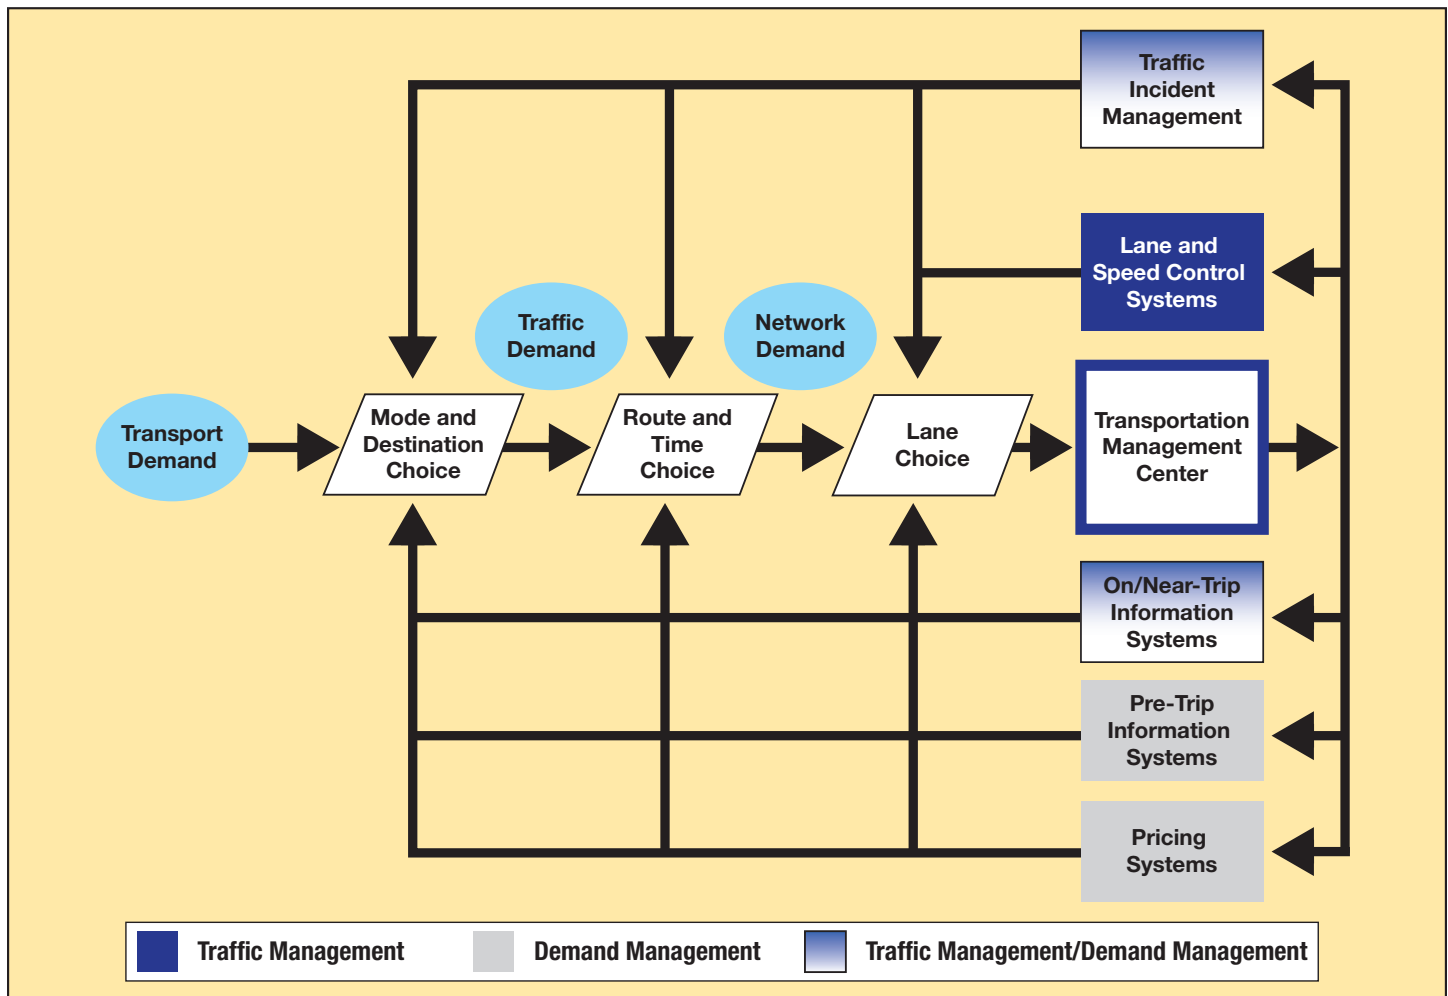 Traffic
Incident
Management
Lane and
Speed Control
Systems
Traffic
Demand
Network
Demand
Transport
Demand
Mode and
Destination
Choice
Route and
Time
Choice
Lane
Choice
Transportation
Management
Center
On/Near-Trip
Information
Systems
Pre-Trip
Information
Systems
Pricing
Systems
Traffic Management
Demand Management
Traffic Management/Demand Management